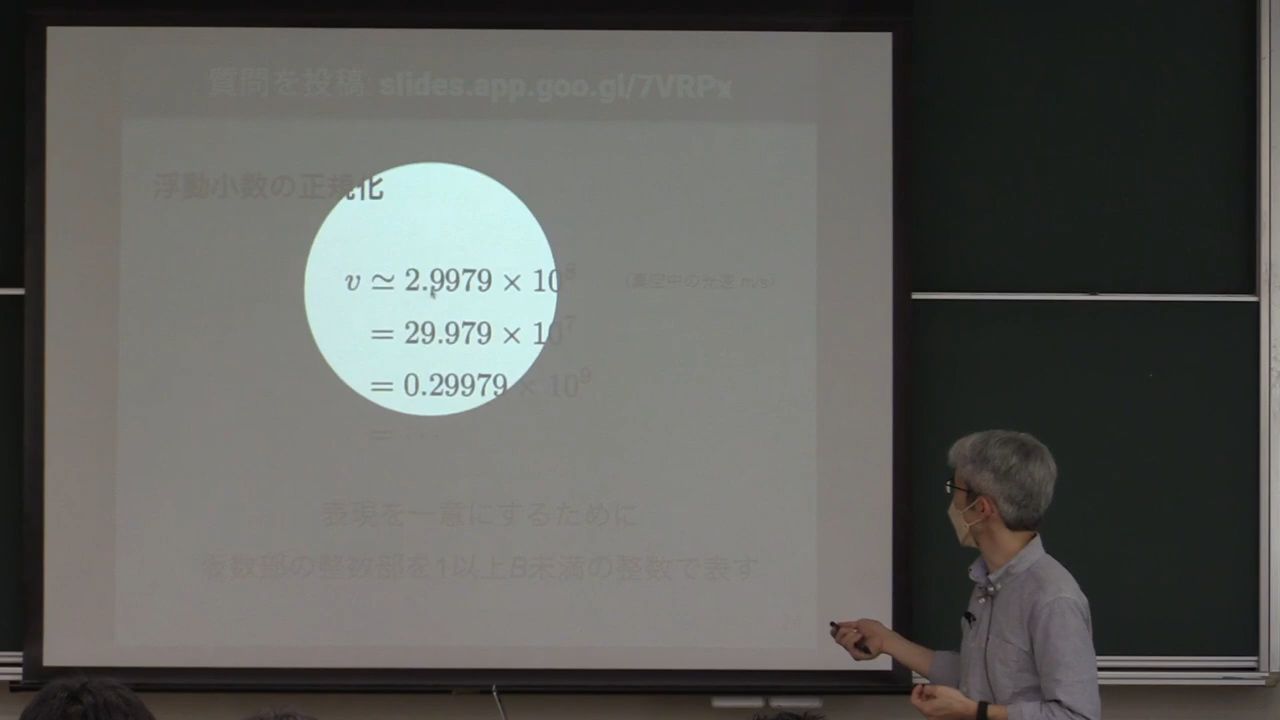 質問を投稿 slides.app.goo.gl/7VRPx
浮動小数の正規化
v ≃ 2.9979 × 10⁸ (真空中の光速 m/s)
= 29.979 × 10⁷
= 0.29979 × 10⁹
= ⋯
表現を一意にするために
仮数部の整数部を1以上B未満の整数で表す